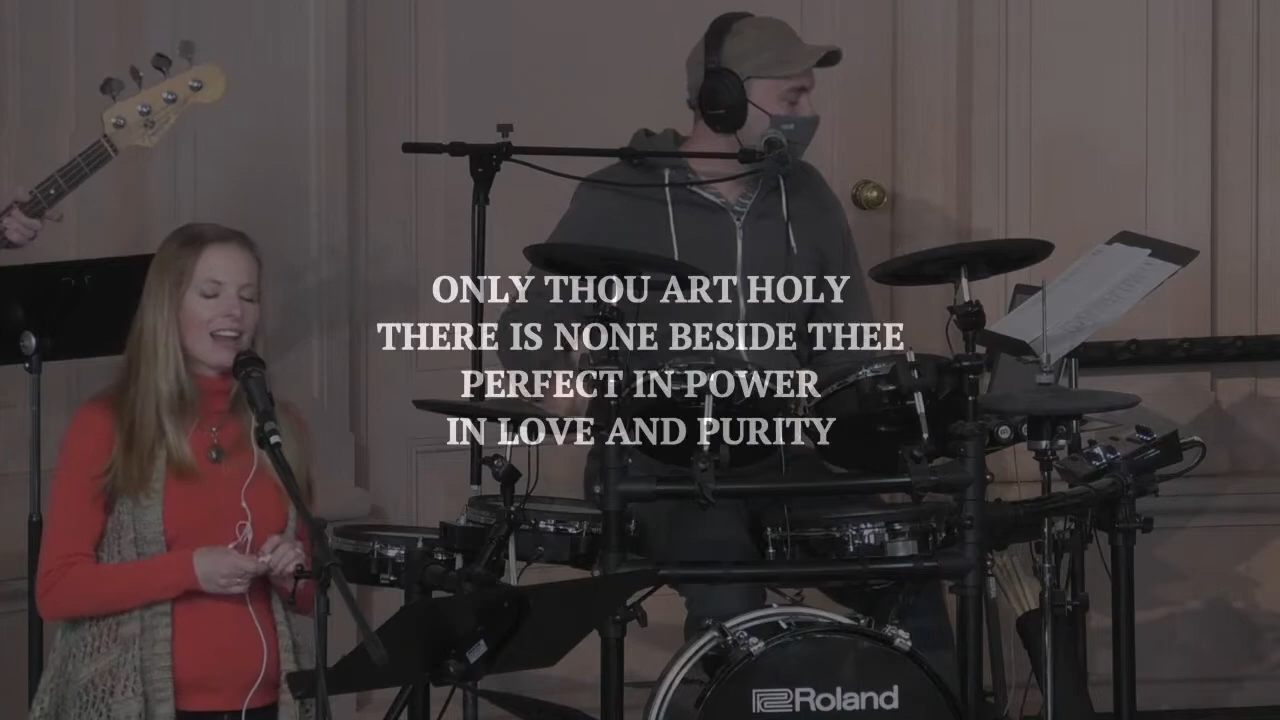 ONLY THOU ART HOLY
THERE IS NONE BESIDE THEE
PERFECT IN POWER
IN LOVE AND PURITY
Roland